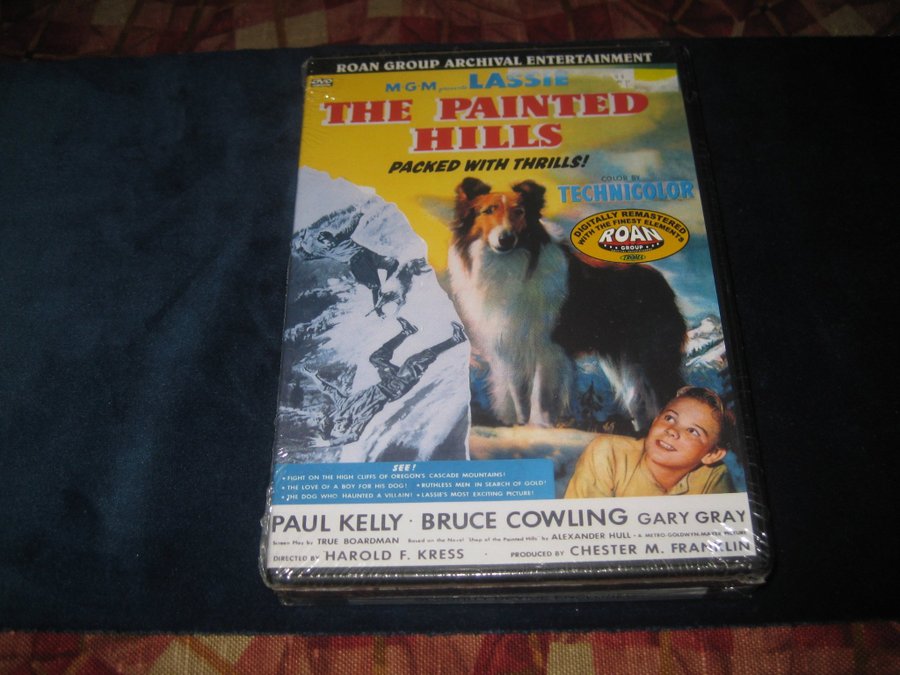 ROAN GROUP ARCHIVAL ENTERTAINMENT
DVD
M-G-M presents LASSIE
THE PAINTED
HILLS
PACKED WITH THRILLS!
COLOR BY
TECHNICOLOR
DIGITALLY REMASTERED
WITH THE FINEST ELEMENTS
ROAN
GROUP
TROMA
SEE!
• FIGHT ON THE HIGH CLIFFS OF OREGON'S CASCADE MOUNTAINS!
• THE LOVE OF A BOY FOR HIS DOG! • RUTHLESS MEN IN SEARCH OF GOLD!
• THE DOG WHO HAUNTED A VILLAIN! • LASSIE'S MOST EXCITING PICTURE!
PAUL KELLY · BRUCE COWLING GARY GRAY
Screen Play by TRUE BOARDMAN Based on the Novel Shep of the Painted Hills by ALEXANDER HULL - A METRO-GOLDWYN-MAYER PICTURE
DIRECTED BY HAROLD F. KRESS · PRODUCED BY CHESTER M. FRANKLIN